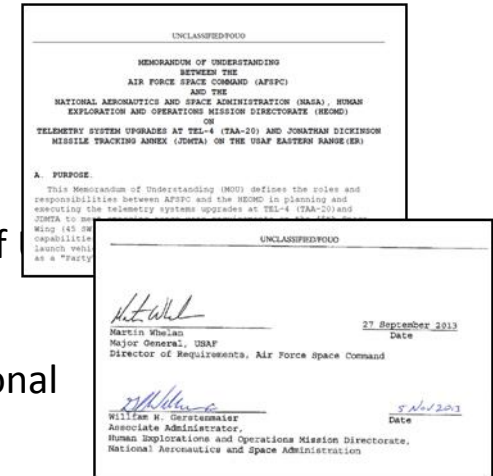 UNCLASSIFIED/FOUO
MEMORANDUM OF UNDERSTANDING
BETWEEN THE
AIR FORCE SPACE COMMAND (AFSPC)
AND THE
NATIONAL AERONAUTICS AND SPACE ADMINISTRATION (NASA), HUMAN
EXPLORATION AND OPERATIONS MISSION DIRECTORATE (HEOMD)
ON
TELEMETRY SYSTEM UPGRADES AT TEL-4 (TAA-20) AND JONATHAN DICKINSON
MISSILE TRACKING ANNEX (JDMTA) ON THE USAF EASTERN RANGE(ER)
A. PURPOSE.
This Memorandum of Understanding (MOU) defines the roles and
responsibilities between AFSPC and the HEOMD in planning and
executing the telemetry systems upgrades at TEL-4 (TAA-20)and
JDMTA to
Wing (45 SW
capabilitie
launch vehi
as a "Party"
f
onal
UNCLASSIFIED/FOUO
Martin Whelan
Major General, USAF
Director of Requirements, Air Force Space Command
27 September 2013
Date
William H. Gerstenmaier
Associate Administrator,
Human Explorations and Operations Mission Directorate,
National Aeronautics and Space Administration
5 Nov 2013
Date